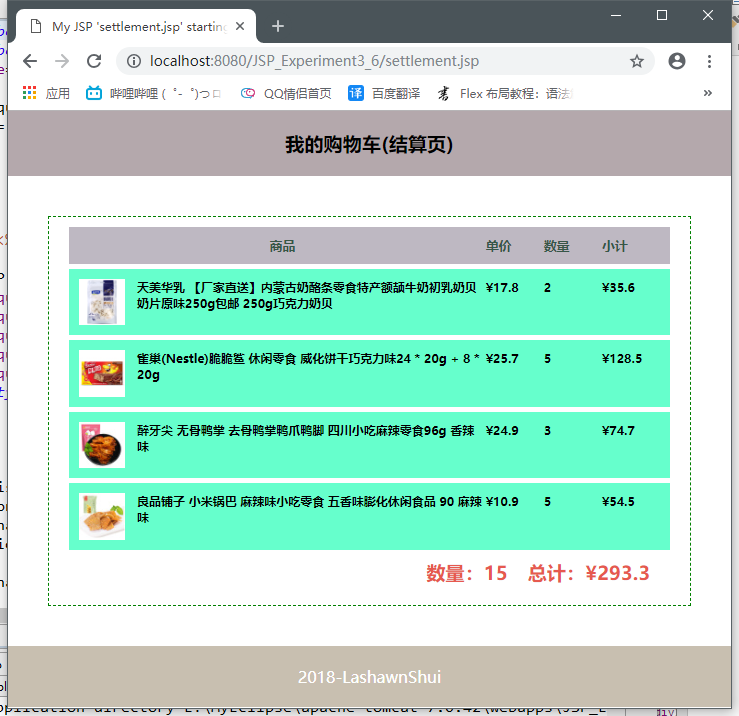 My JSP 'settlement.jsp' starting
localhost:8080/JSP_Experiment3_6/settlement.jsp
应用
哔哩哔哩 ( ゜- ゜)つロ
QQ情侣首页
译 百度翻译
Flex 布局教程：语法
»
我的购物车(结算页)
商品 单价 数量 小计
天美华乳 【厂家直送】内蒙古奶酪条零食特产额颉牛奶初乳奶贝 ¥17.8 2 ¥35.6
奶片原味250g包邮 250g巧克力奶贝
雀巢(Nestle)脆脆鲨 休闲零食 威化饼干巧克力味24 * 20g + 8 * ¥25.7 5 ¥128.5
20g
醉牙尖 无骨鸭掌 去骨鸭掌鸭爪鸭脚 四川小吃麻辣零食96g 香辣 ¥24.9 3 ¥74.7
味
良品铺子 小米锅巴 麻辣味小吃零食 五香味膨化休闲食品 90 麻辣 ¥10.9 5 ¥54.5
味
数量：15 总计：¥293.3
2018-LashawnShui